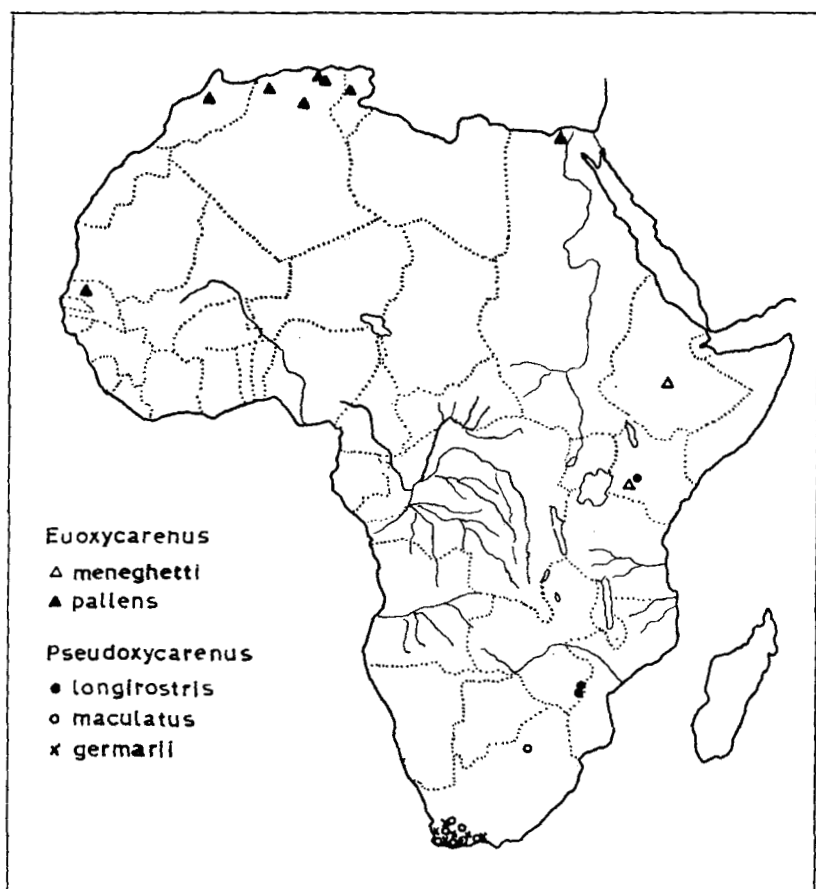 Euoxycarenus
△ meneghetti
▲ pallens
Pseudoxycarenus
● longirostris
○ maculatus
× germarii